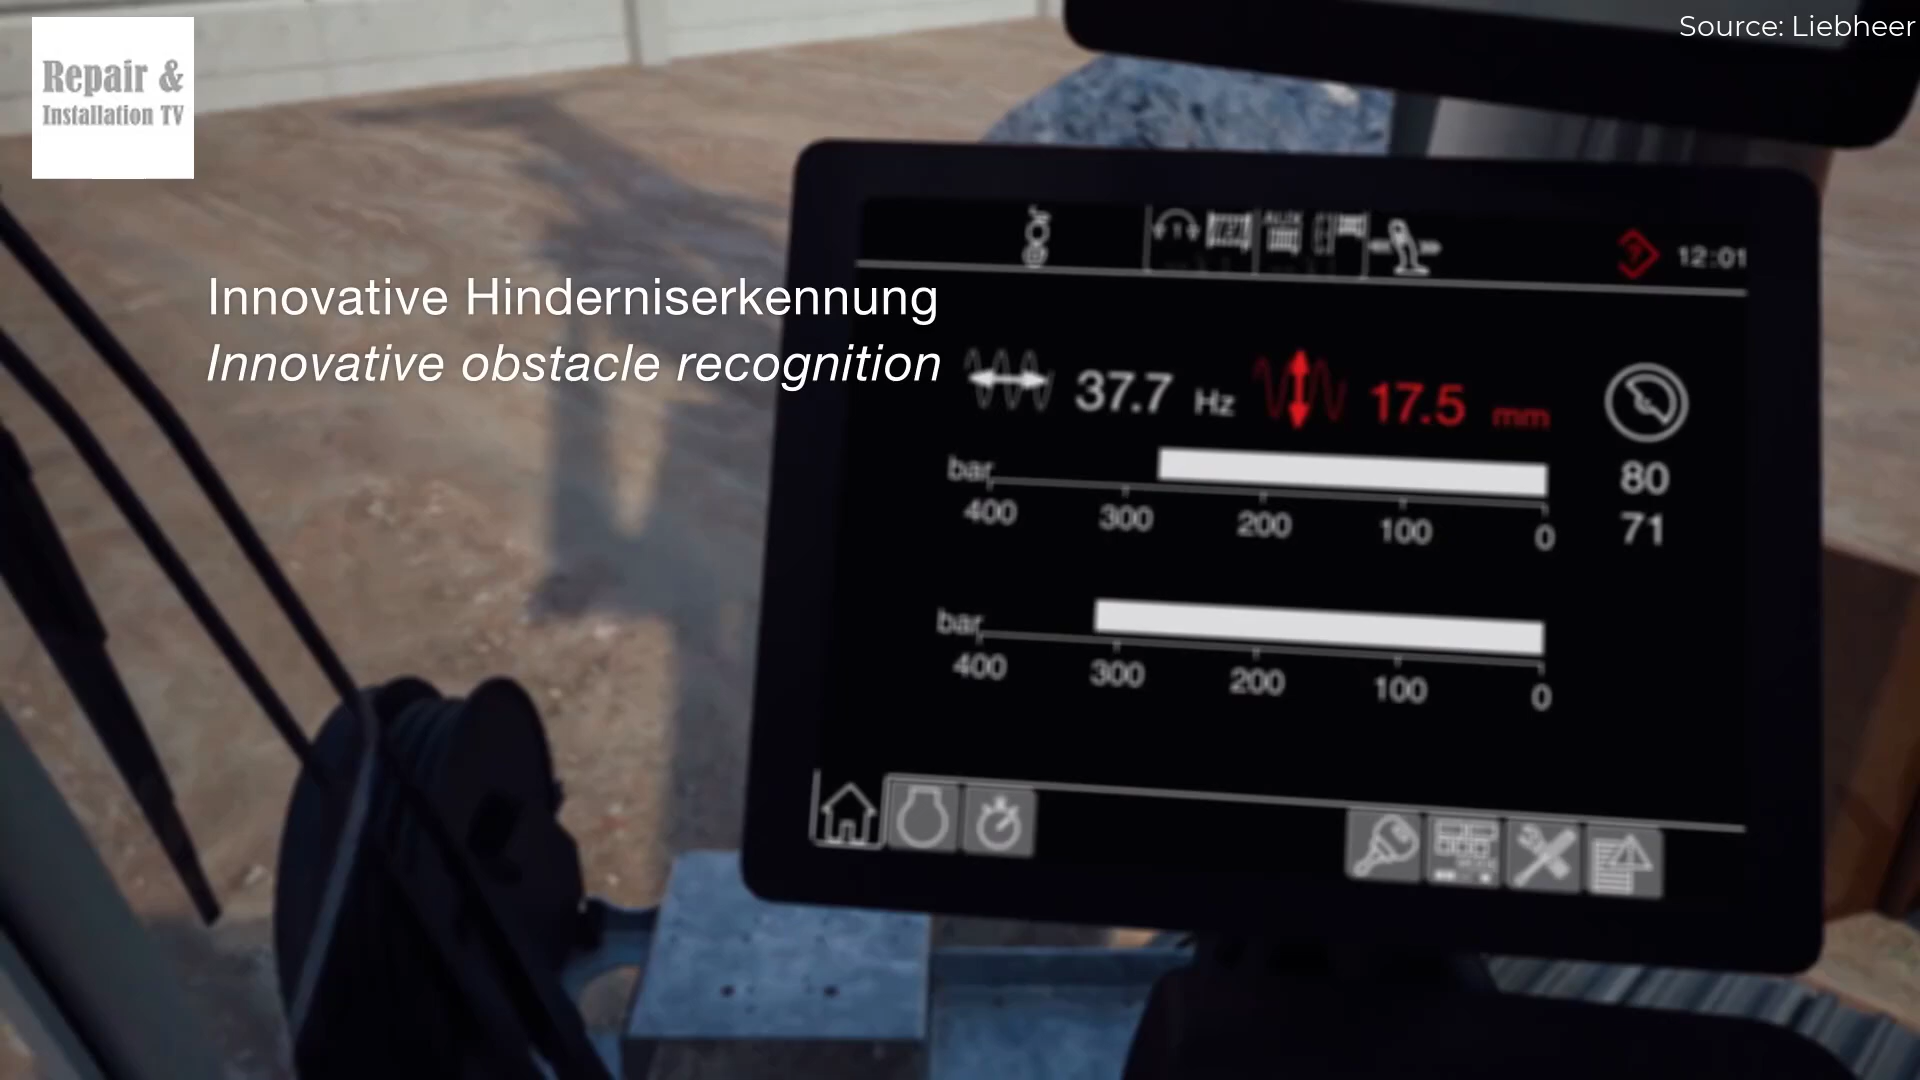 Repair &
Installation TV
Source: Liebheer
12:01
Innovative Hinderniserkennung
Innovative obstacle recognition
37.7 Hz 17.5 mm
bar
400 300 200 100 0
80
71
bar
400 300 200 100 0